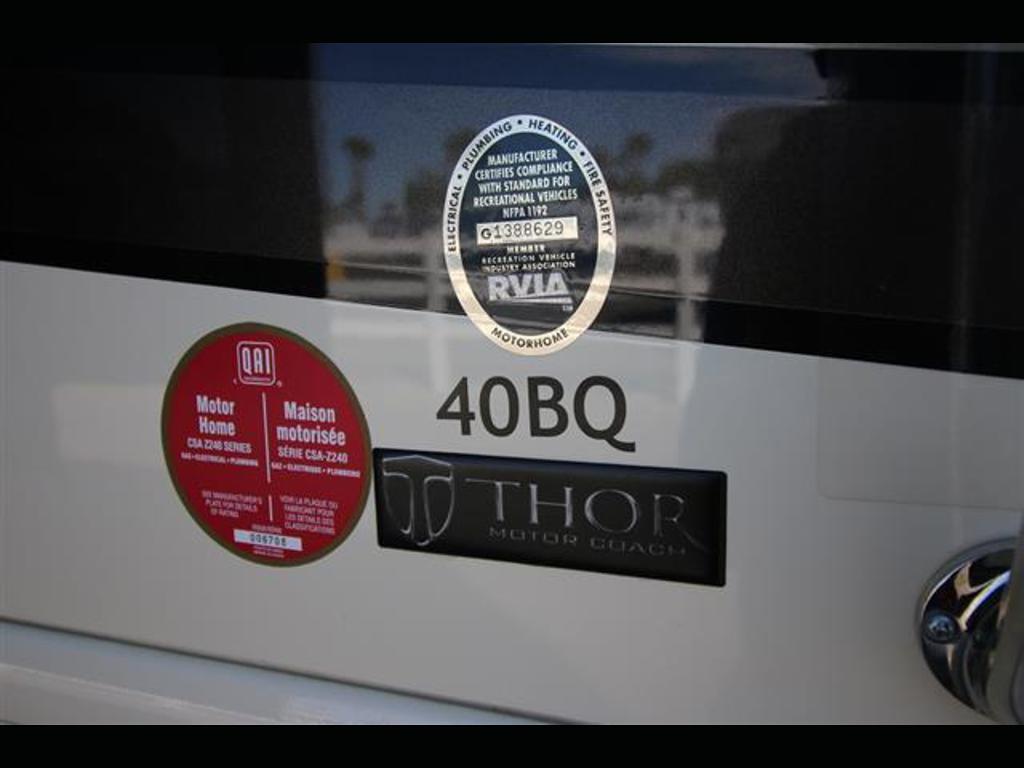 ELECTRICAL • PLUMBING • HEATING • FIRE SAFETY
MANUFACTURER
CERTIFIES COMPLIANCE
WITH STANDARD FOR
RECREATIONAL VEHICLES
NFPA 1192
G1388629
MEMBER
RECREATION VEHICLE
INDUSTRY ASSOCIATION
RVIA
MOTORHOME
QAI
Motor
Home
CSA Z240 SERIES
GAS • ELECTRICAL • PLUMBING
SEE MANUFACTURER'S
PLATE FOR DETAILS
OF RATING
Maison
motorisée
SÉRIE CSA-Z240
GAZ • ELECTRIQUE • PLOMBERIE
VOIR LA PLAQUE DU
FABRICANT POUR
LES DETAILS DES
CLASSIFICATIONS
006708
40BQ
THOR
MOTOR COACH